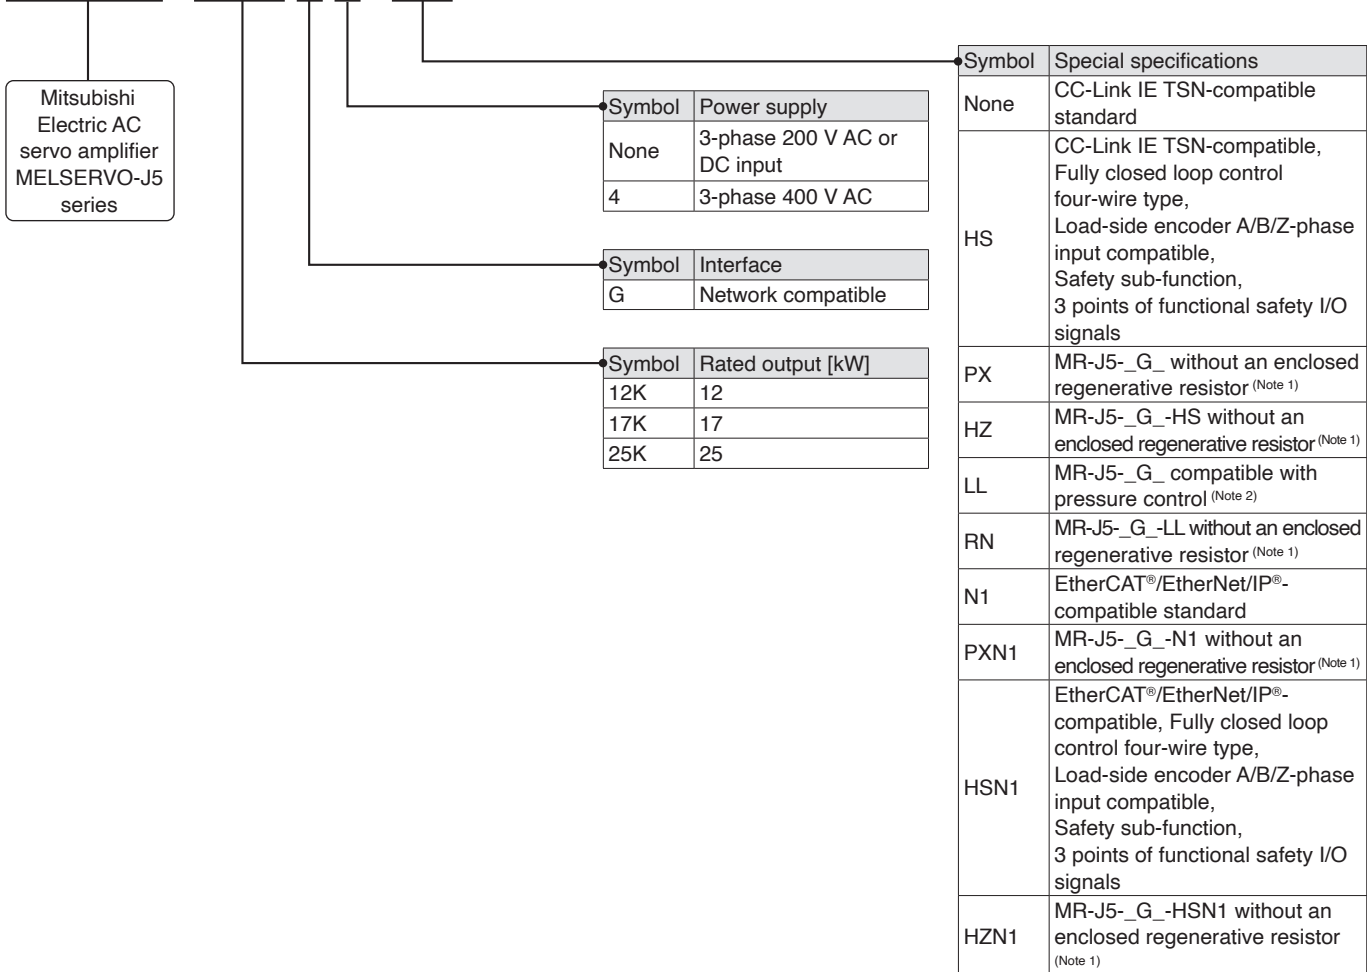 Mitsubishi
Electric AC
servo amplifier
MELSERVO-J5
series
Symbol Power supply
None 3-phase 200 V AC or
DC input
4 3-phase 400 V AC
Symbol Interface
G Network compatible
Symbol Rated output [kW]
12K 12
17K 17
25K 25
Symbol Special specifications
None CC-Link IE TSN-compatible
standard
HS CC-Link IE TSN-compatible,
Fully closed loop control
four-wire type,
Load-side encoder A/B/Z-phase
input compatible,
Safety sub-function,
3 points of functional safety I/O
signals
PX MR-J5-_G_ without an enclosed
regenerative resistor (Note 1)
HZ MR-J5-_G_-HS without an
enclosed regenerative resistor (Note 1)
LL MR-J5-_G_ compatible with
pressure control (Note 2)
RN MR-J5-_G_-LL without an enclosed
regenerative resistor (Note 1)
N1 EtherCAT®/EtherNet/IP®-
compatible standard
PXN1 MR-J5-_G_-N1 without an
enclosed regenerative resistor (Note 1)
HSN1 EtherCAT®/EtherNet/IP®-
compatible, Fully closed loop
control four-wire type,
Load-side encoder A/B/Z-phase
input compatible,
Safety sub-function,
3 points of functional safety I/O
signals
HZN1 MR-J5-_G_-HSN1 without an
enclosed regenerative resistor
(Note 1)